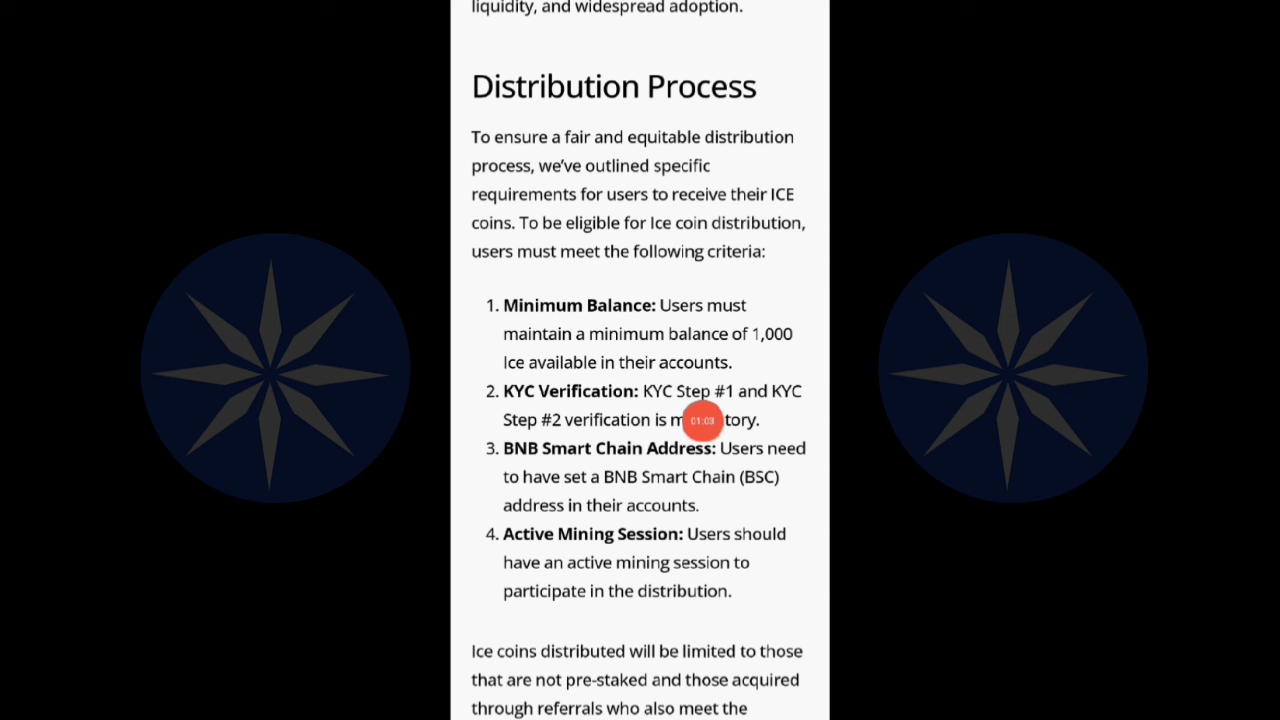 liquidity, and widespread adoption.
Distribution Process
To ensure a fair and equitable distribution
process, we've outlined specific
requirements for users to receive their ICE
coins. To be eligible for Ice coin distribution,
users must meet the following criteria:
1. Minimum Balance: Users must
maintain a minimum balance of 1,000
Ice available in their accounts.
2. KYC Verification: KYC Step #1 and KYC
Step #2 verification is m tory.
01:03
3. BNB Smart Chain Address: Users need
to have set a BNB Smart Chain (BSC)
address in their accounts.
4. Active Mining Session: Users should
have an active mining session to
participate in the distribution.
Ice coins distributed will be limited to those
that are not pre-staked and those acquired
through referrals who also meet the